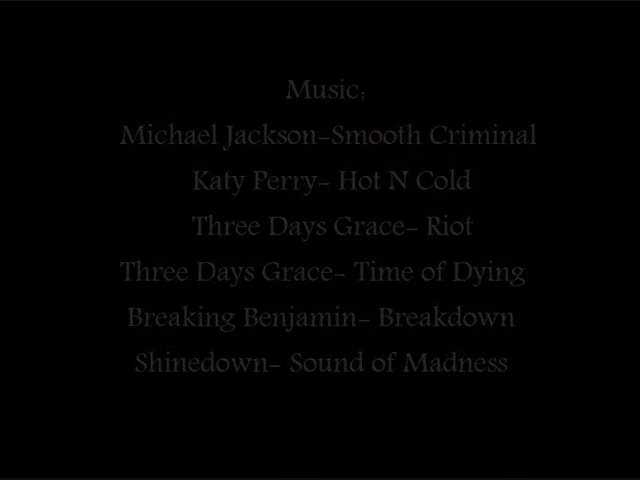 Music:
Michael Jackson-Smooth Criminal
Katy Perry- Hot N Cold
Three Days Grace- Riot
Three Days Grace- Time of Dying
Breaking Benjamin- Breakdown
Shinedown- Sound of Madness